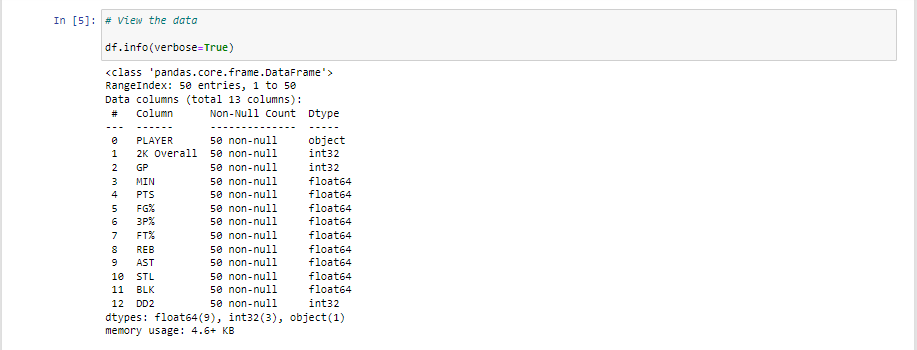 In [5]: # View the data
df.info(verbose=True)
<class 'pandas.core.frame.DataFrame'>
RangeIndex: 50 entries, 1 to 50
Data columns (total 13 columns):
 #   Column      Non-Null Count  Dtype
---  ------      --------------  -----
 0   PLAYER      50 non-null     object
 1   2K Overall  50 non-null     int32
 2   GP          50 non-null     int32
 3   MIN         50 non-null     float64
 4   PTS         50 non-null     float64
 5   FG%         50 non-null     float64
 6   3P%         50 non-null     float64
 7   FT%         50 non-null     float64
 8   REB         50 non-null     float64
 9   AST         50 non-null     float64
 10  STL         50 non-null     float64
 11  BLK         50 non-null     float64
 12  DD2         50 non-null     int32
dtypes: float64(9), int32(3), object(1)
memory usage: 4.6+ KB